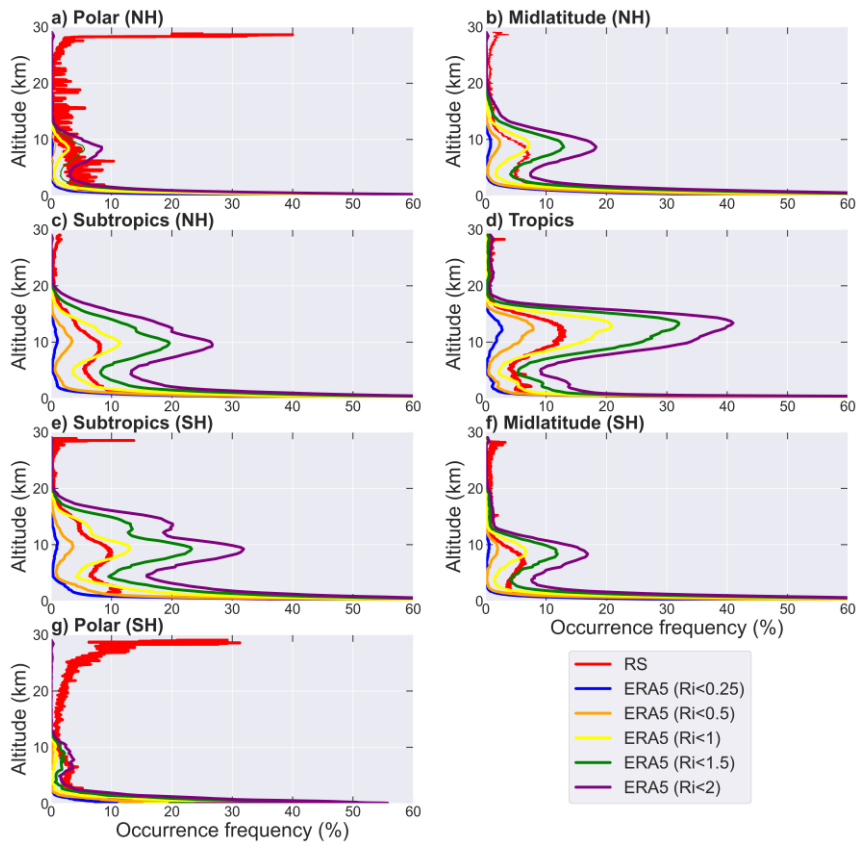 a) Polar (NH)
b) Midlatitude (NH)
30
20
10
0
Altitude (km)
0 10 20 30 40 50 60
30
20
10
0
Altitude (km)
0 10 20 30 40 50 60
c) Subtropics (NH)
d) Tropics
30
20
10
0
Altitude (km)
0 10 20 30 40 50 60
30
20
10
0
Altitude (km)
0 10 20 30 40 50 60
e) Subtropics (SH)
f) Midlatitude (SH)
30
20
10
0
Altitude (km)
0 10 20 30 40 50 60
30
20
10
0
Altitude (km)
0 10 20 30 40 50 60
Occurrence frequency (%)
g) Polar (SH)
30
20
10
0
Altitude (km)
0 10 20 30 40 50 60
Occurrence frequency (%)
RS
ERA5 (Ri<0.25)
ERA5 (Ri<0.5)
ERA5 (Ri<1)
ERA5 (Ri<1.5)
ERA5 (Ri<2)